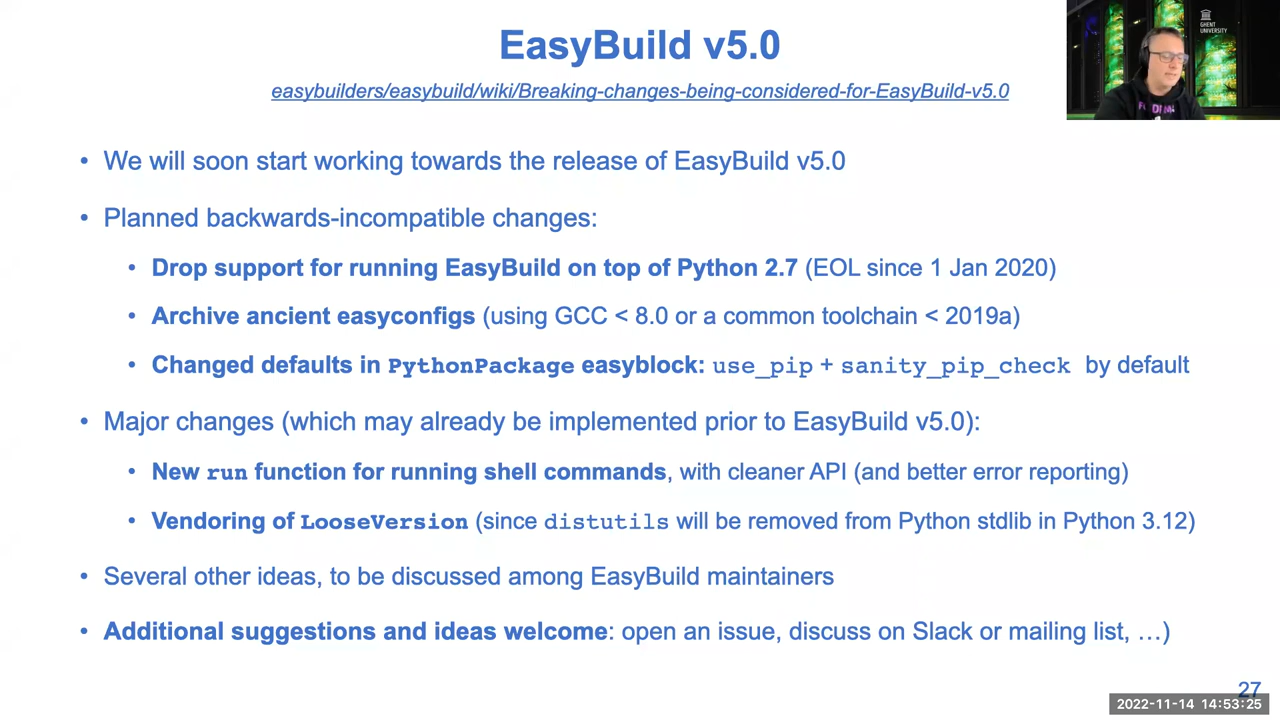 EasyBuild v5.0
easybuilders/easybuild/wiki/Breaking-changes-being-considered-for-EasyBuild-v5.0
GHENT
UNIVERSITY
• We will soon start working towards the release of EasyBuild v5.0
• Planned backwards-incompatible changes:
• Drop support for running EasyBuild on top of Python 2.7 (EOL since 1 Jan 2020)
• Archive ancient easyconfigs (using GCC < 8.0 or a common toolchain < 2019a)
• Changed defaults in PythonPackage easyblock: use_pip + sanity_pip_check by default
• Major changes (which may already be implemented prior to EasyBuild v5.0):
• New run function for running shell commands, with cleaner API (and better error reporting)
• Vendoring of LooseVersion (since distutils will be removed from Python stdlib in Python 3.12)
• Several other ideas, to be discussed among EasyBuild maintainers
• Additional suggestions and ideas welcome: open an issue, discuss on Slack or mailing list, …)
27
2022-11-14 14:53:25